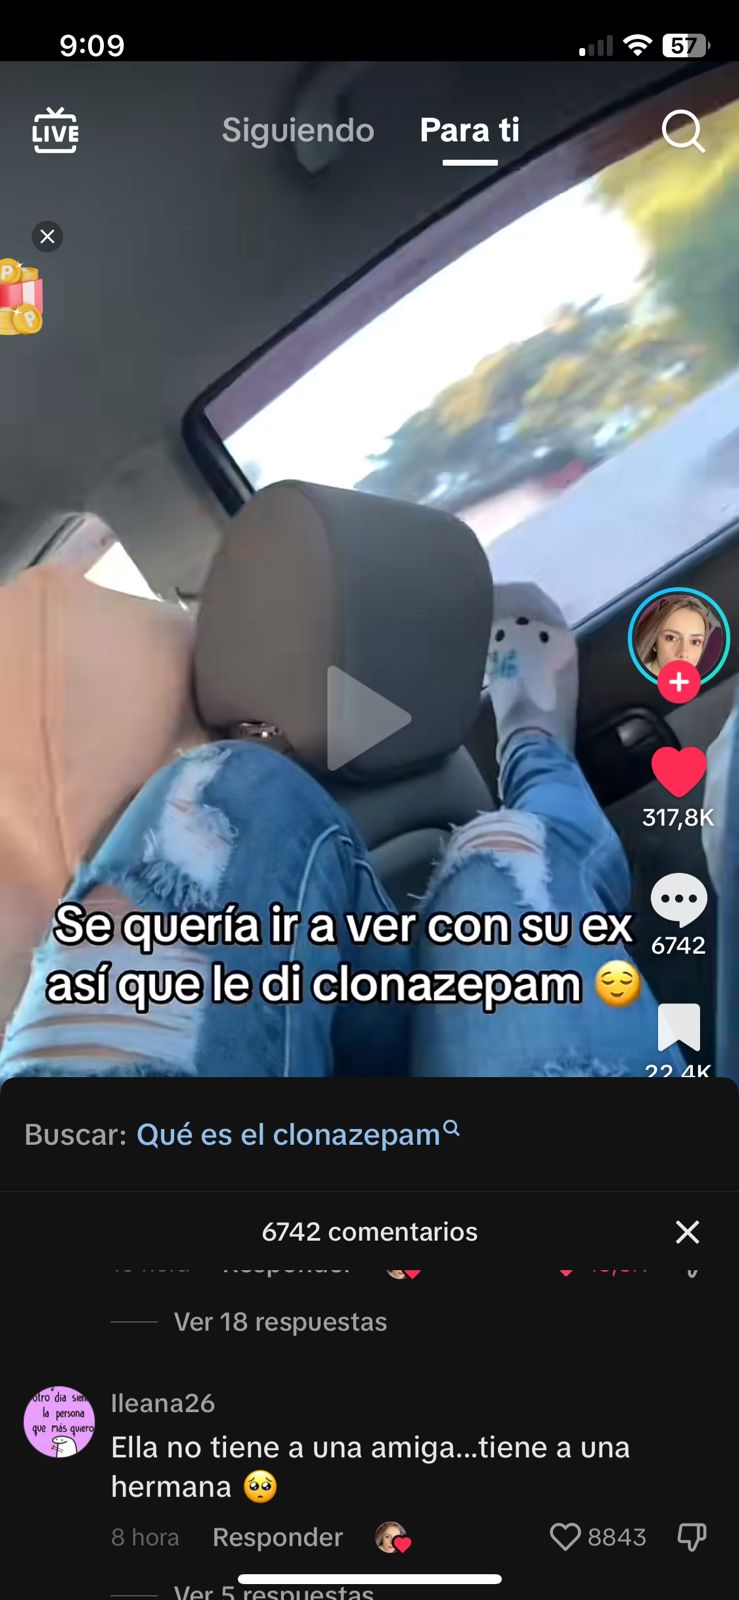 9:09
57
LIVE
Siguiendo
Para ti
P
P
317,8K
Se quería ir a ver con su ex
así que le di clonazepam 😌
6742
22,4K
Buscar: Qué es el clonazepam
6742 comentarios
Responder
Ver 18 respuestas
otro dia
la persona
que más quiero
Ileana26
Ella no tiene a una amiga...tiene a una
hermana 🥺
8 hora
Responder
8843
Ver 5 respuestas